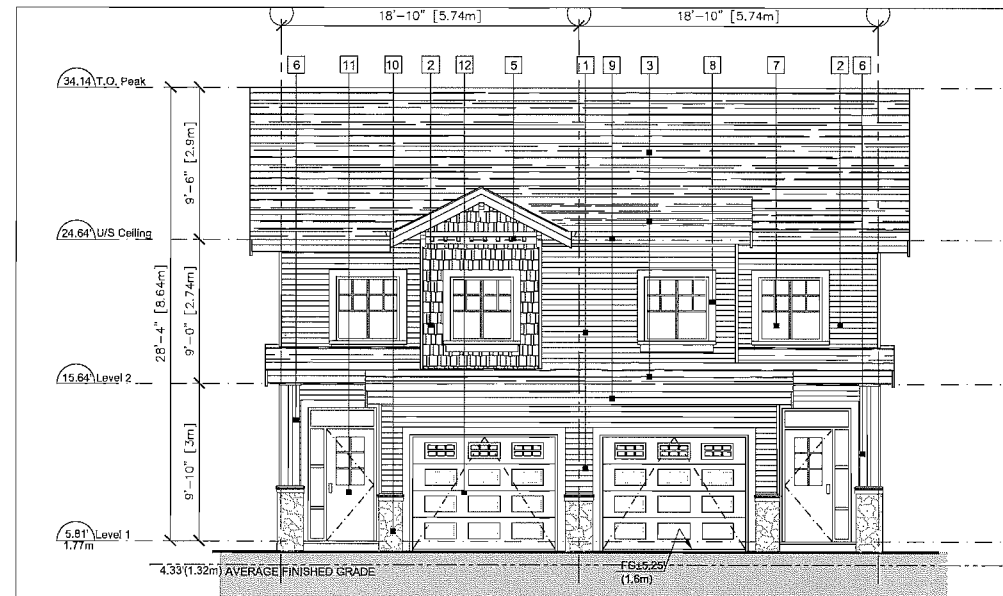 18'-10" [5.74m]
18'-10" [5.74m]
6 11 10 2 12 5 1 9 3 8 7 2 6
34.14' T.O. Peak
9'-6" [2.9m]
24.64' U/S Ceiling
28'-4" [8.64m]
9'-0" [2.74m]
15.64' Level 2
9'-10" [3m]
5.81' Level 1
1.77m
4.33'(1.32m) AVERAGE FINISHED GRADE
FG±5.25'
(1.6m)